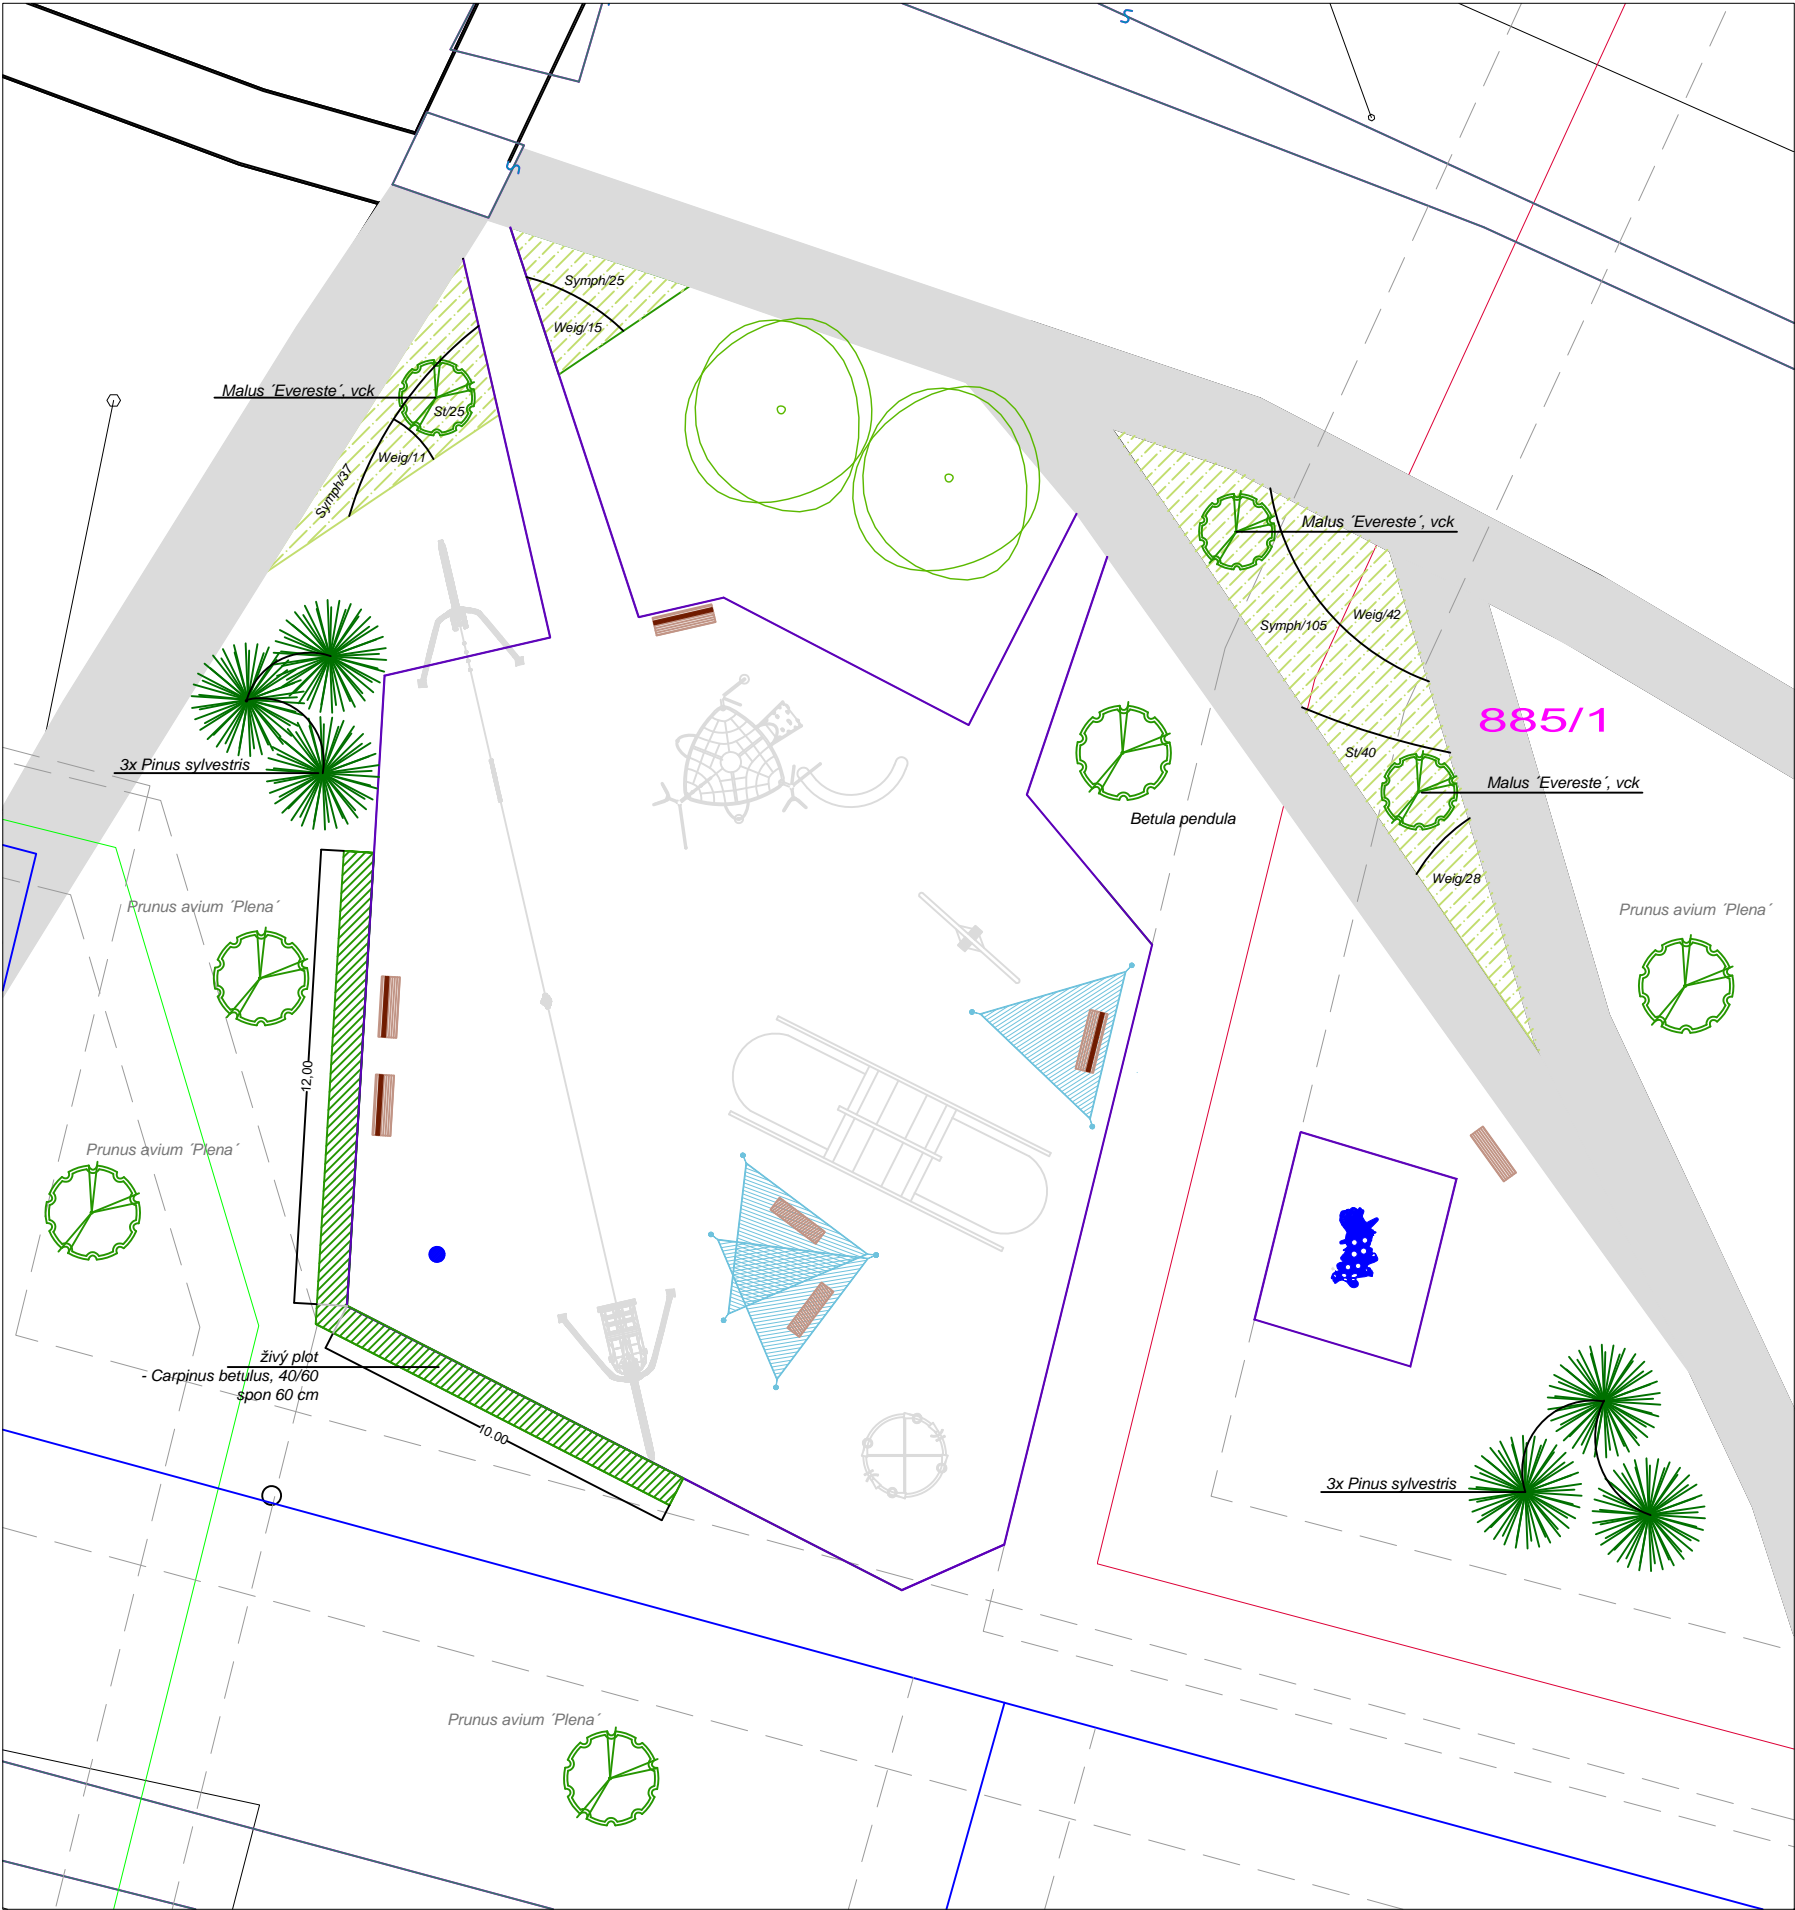 S
S
Symph/25
Weig/15
Malus ´Evereste´, vck
St/25
Weig/11
Symph/37
Malus ´Evereste´, vck
Weig/42
Symph/105
885/1
St/40
3x Pinus sylvestris
Malus ´Evereste´, vck
Betula pendula
Weig/28
Prunus avium ´Plena´
Prunus avium ´Plena´
12,00
Prunus avium ´Plena´
živý plot
- Carpinus betulus, 40/60
spon 60 cm
10.00
3x Pinus sylvestris
Prunus avium ´Plena´